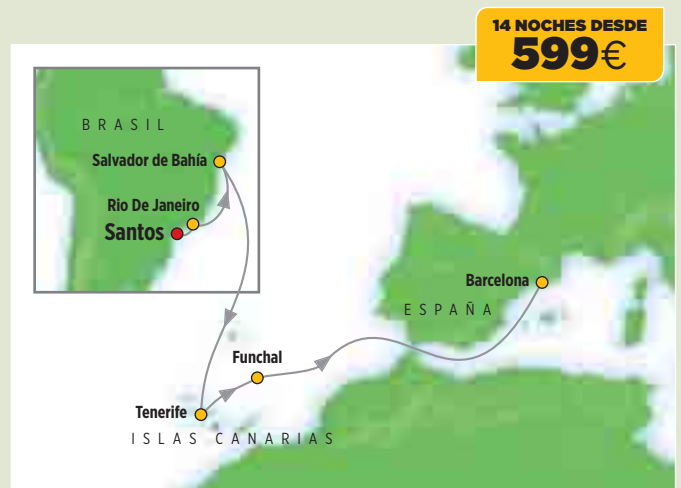 14 NOCHES DESDE
599€
BRASIL
Salvador de Bahía
Rio De Janeiro
Santos
Barcelona
ESPAÑA
Funchal
Tenerife
ISLAS CANARIAS